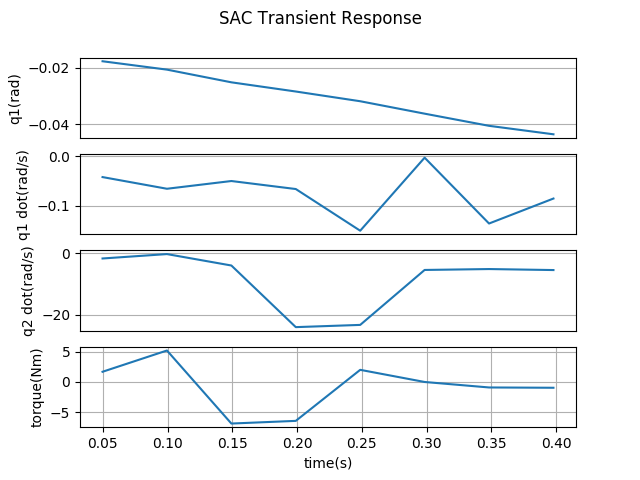 SAC Transient Response
q1(rad)
−0.02
−0.04
q1 dot(rad/s)
0.0
−0.1
q2 dot(rad/s)
0
−20
torque(Nm)
5
0
−5
0.05 0.10 0.15 0.20 0.25 0.30 0.35 0.40
time(s)